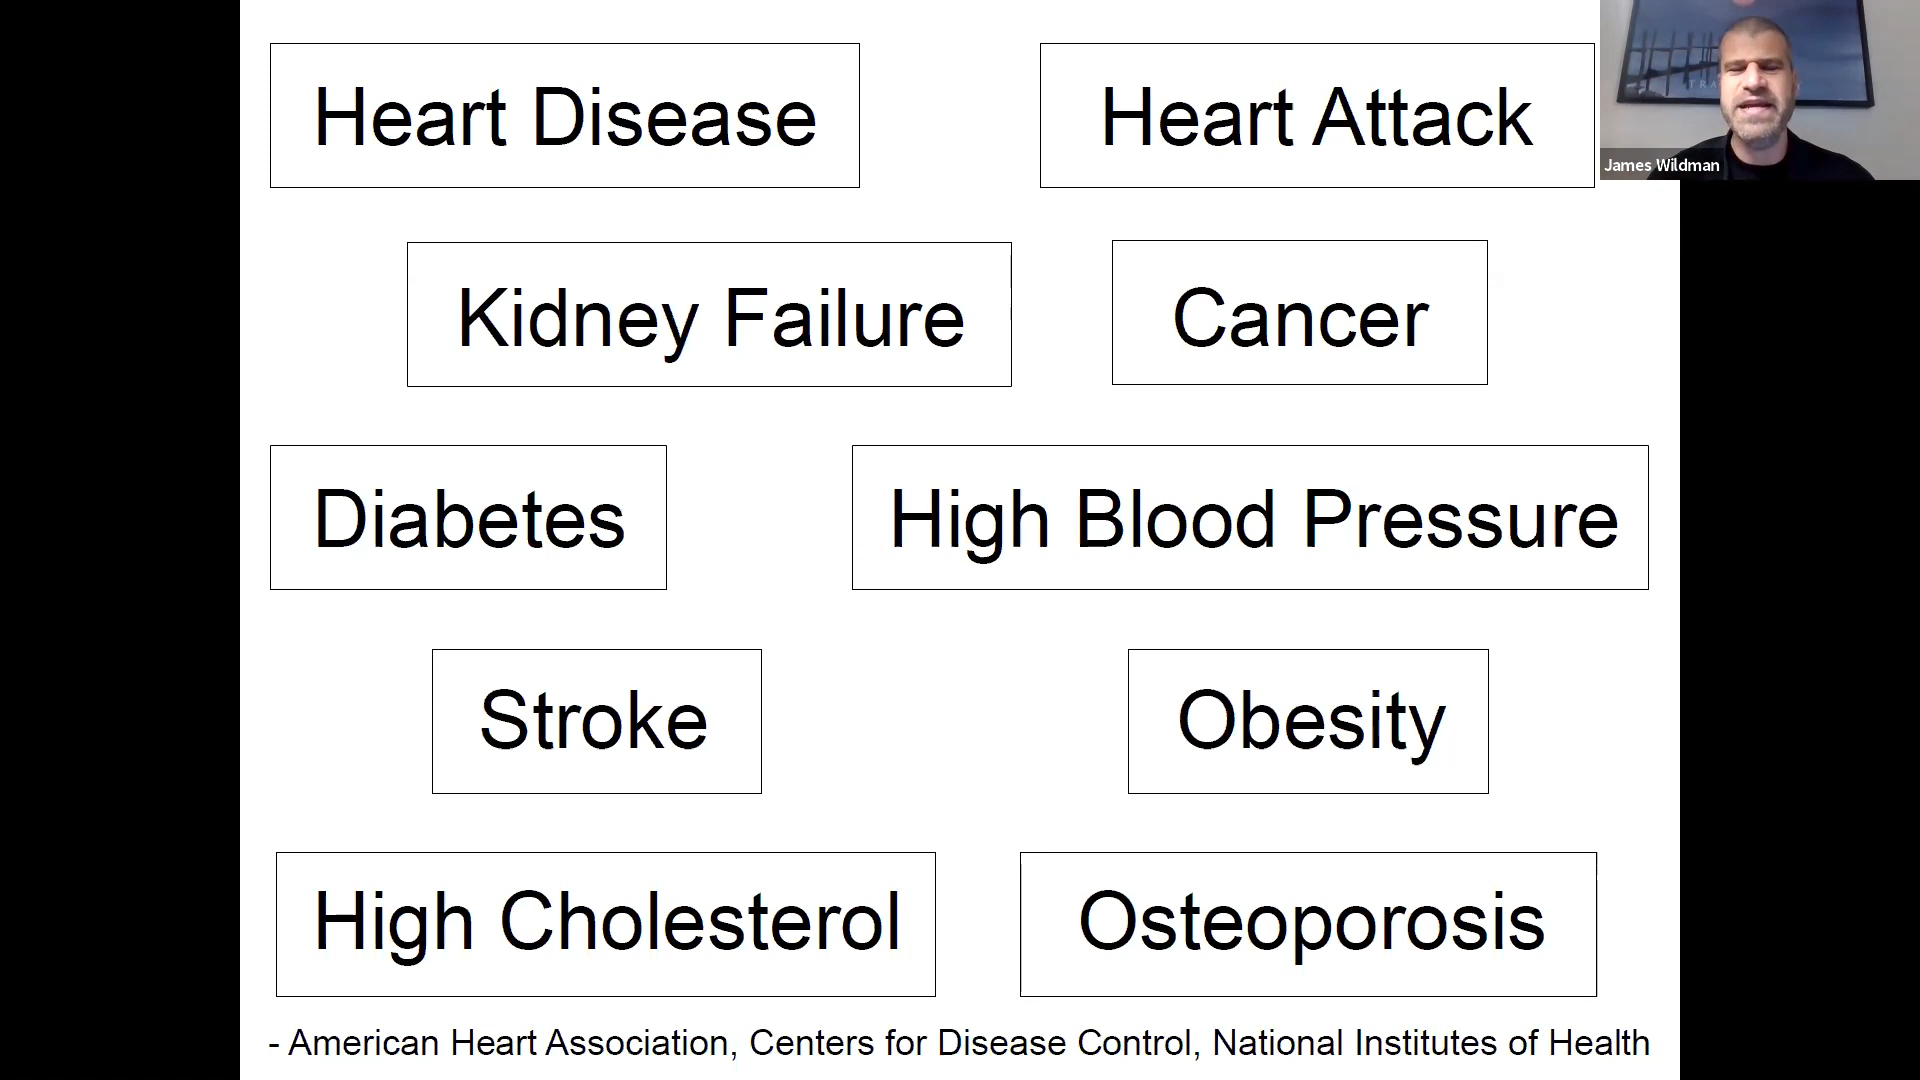 Heart Disease
Heart Attack
James Wildman
Kidney Failure
Cancer
Diabetes
High Blood Pressure
Stroke
Obesity
High Cholesterol
Osteoporosis
- American Heart Association, Centers for Disease Control, National Institutes of Health